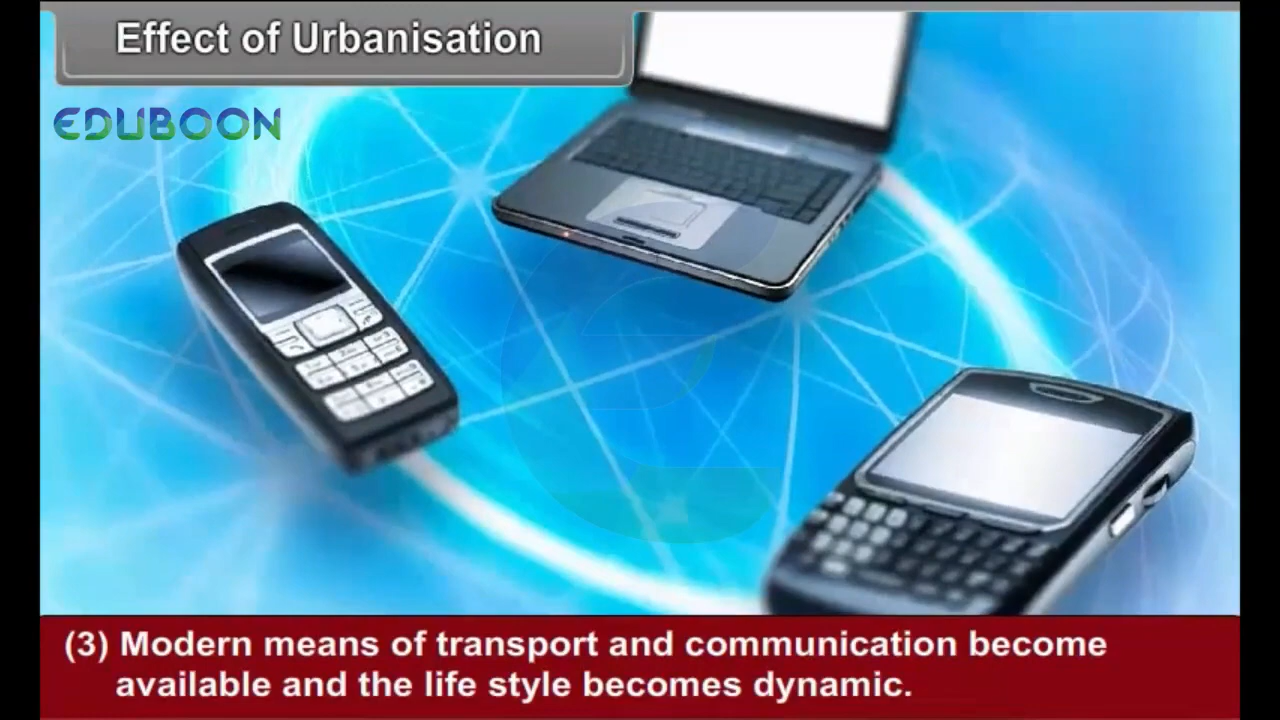 Effect of Urbanisation
EDUBOON
(3) Modern means of transport and communication become
available and the life style becomes dynamic.